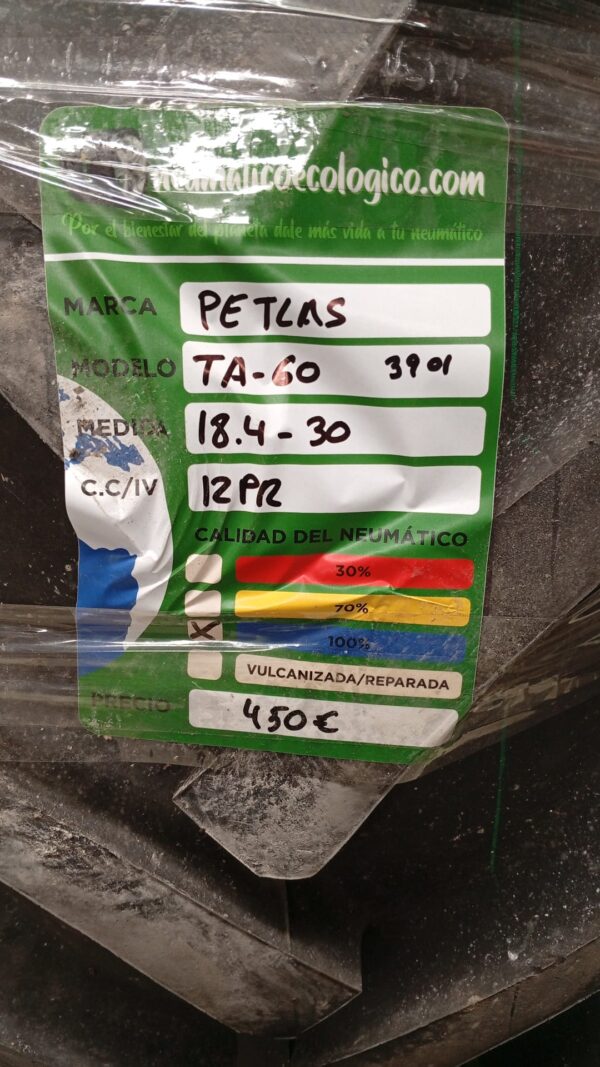 neumaticoecologico.com
Por el bienestar del planeta dale más vida a tu neumático
MARCA PETLAS
MODELO TA-60 3901
MEDIDA 18.4-30
C.C/IV 12PR
CALIDAD DEL NEUMÁTICO
30%
70%
X 100%
VULCANIZADA/REPARADA
PRECIO 450€